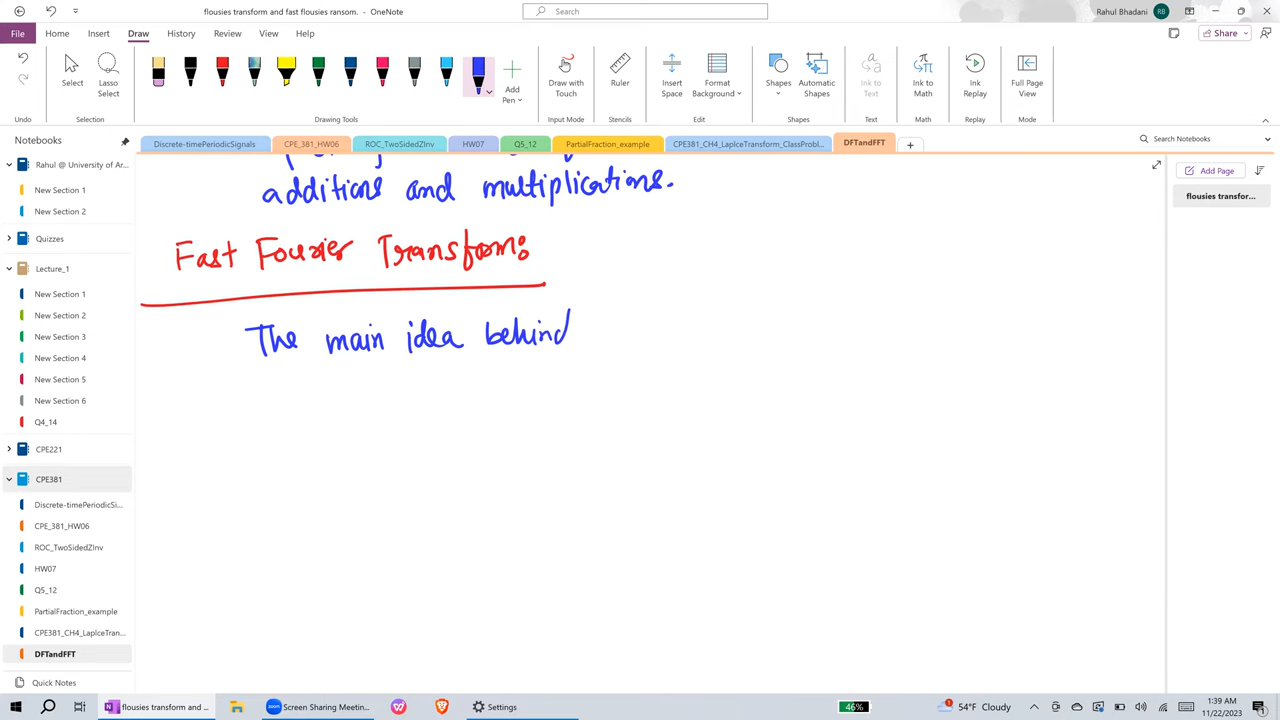 flousies transform and fast flousies ransom. - OneNote
Search
Rahul Bhadani RB
File Home Insert Draw History Review View Help
Share
Undo
Select
Lasso Select
Selection
Add Pen
Drawing Tools
Draw with Touch
Input Mode
Ruler
Stencils
Insert Space
Format Background
Edit
Shapes
Automatic Shapes
Shapes
Ink to Text
Text
Ink to Math
Math
Ink Replay
Replay
Full Page View
Mode
Notebooks
Discrete-timePeriodicSignals CPE_381_HW06 ROC_TwoSidedZInv HW07 Q5_12 PartialFraction_example CPE381_CH4_LaplceTransform_ClassProbl... DFTandFFT
Search Notebooks
Add Page
flousies transfor...
Rahul @ University of Ar...
New Section 1
New Section 2
Quizzes
Lecture_1
New Section 1
New Section 2
New Section 3
New Section 4
New Section 5
New Section 6
Q4_14
CPE221
CPE381
Discrete-timePeriodicSi...
CPE_381_HW06
ROC_TwoSidedZInv
HW07
Q5_12
PartialFraction_example
CPE381_CH4_LaplceTran...
DFTandFFT
Quick Notes
additions and multiplications.
Fast Fourier Transform:
The main idea behind
flousies transform and ...
Screen Sharing Meetin...
Settings
46%
54°F Cloudy
1:39 AM
11/22/2023